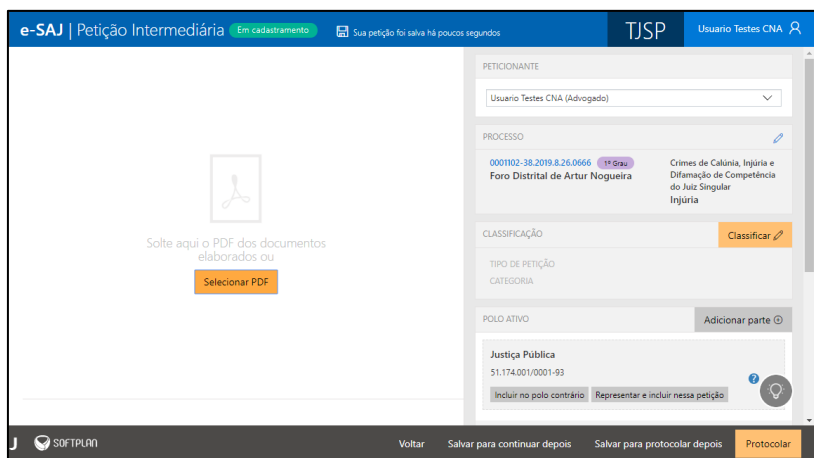 e-SAJ | Petição Intermediária Em cadastramento Sua petição foi salva há poucos segundos TJSP Usuario Testes CNA
PETICIONANTE
Usuario Testes CNA (Advogado)
PROCESSO
0001102-38.2019.8.26.0666 1º Grau
Foro Distrital de Artur Nogueira
Crimes de Calúnia, Injúria e
Difamação de Competência
do Juiz Singular
Injúria
Solte aqui o PDF dos documentos
elaborados ou
Selecionar PDF
CLASSIFICAÇÃO Classificar
TIPO DE PETIÇÃO
CATEGORIA
POLO ATIVO Adicionar parte
Justiça Pública
51.174.001/0001-93
Incluir no polo contrário Representar e incluir nessa petição ?
J SOFTPLAN Voltar Salvar para continuar depois Salvar para protocolar depois Protocolar